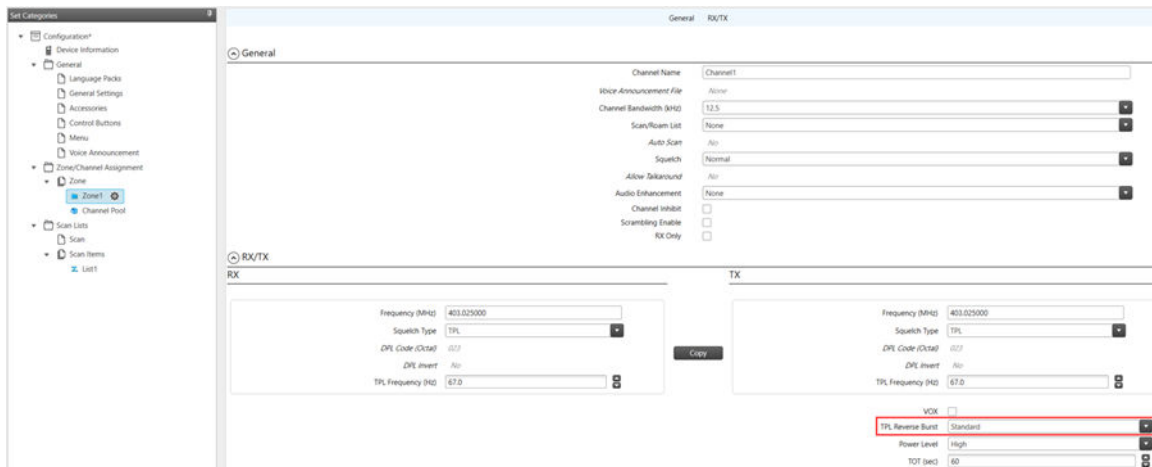 Set Categories
Configuration*
Device Information
General
Language Packs
General Settings
Accessories
Control Buttons
Menu
Voice Announcement
Zone/Channel Assignment
Zone
Zone1
Channel Pool
Scan Lists
Scan
Scan Items
List1
General RX/TX
General
Channel Name Channel1
Voice Announcement File None
Channel Bandwidth (kHz) 12.5
Scan/Roam List None
Auto Scan No
Squelch Normal
Allow Talkaround No
Audio Enhancement None
Channel Inhibit
Scrambling Enable
RX Only
RX/TX
RX
Frequency (MHz) 403.025000
Squelch Type TPL
DPL Code (Octal) 023
DPL Invert No
TPL Frequency (Hz) 67.0
Copy
TX
Frequency (MHz) 403.025000
Squelch Type TPL
DPL Code (Octal) 023
DPL Invert No
TPL Frequency (Hz) 67.0
VOX
TPL Reverse Burst Standard
Power Level High
TOT (sec) 60